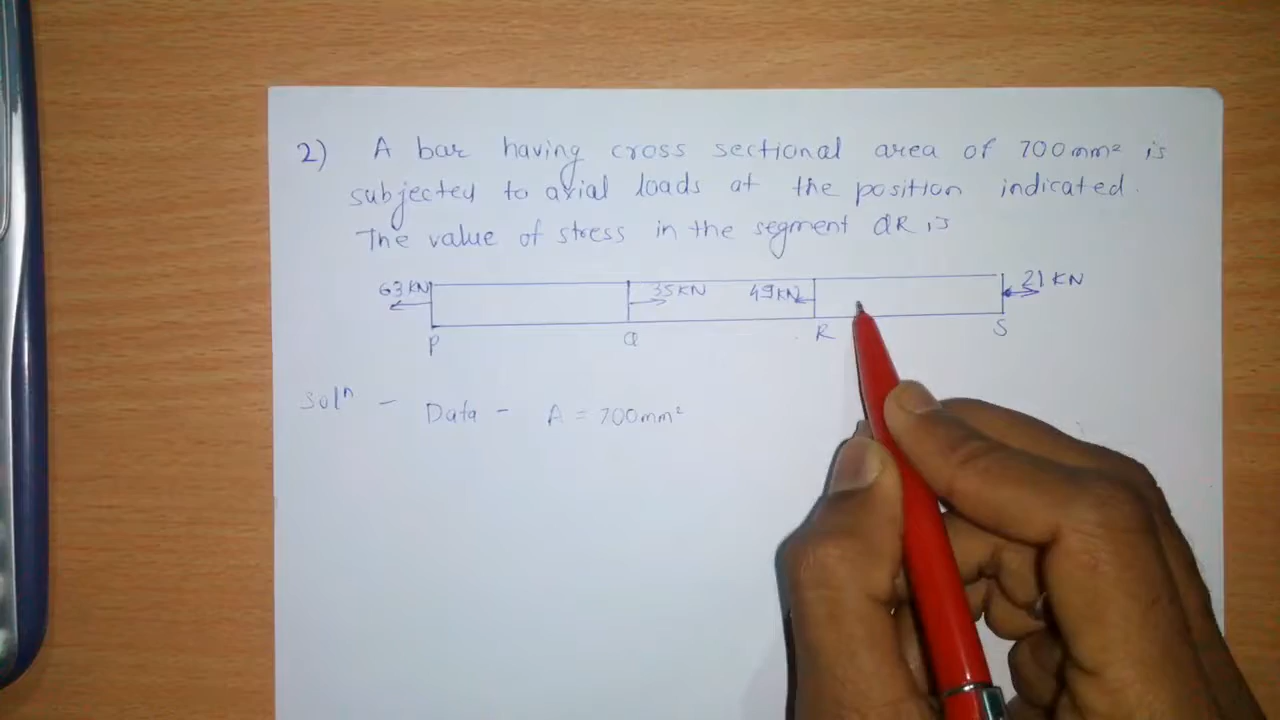 2) A bar having cross sectional area of 700mm² is
subjected to axial loads at the position indicated.
The value of stress in the segment QR is
63 KN 35 KN 49 KN 21 KN
P Q R S
Solⁿ - Data - A = 700mm²